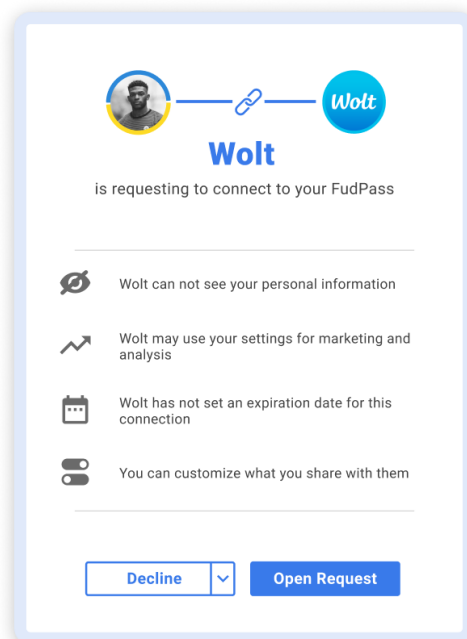 Wolt
Wolt
is requesting to connect to your FudPass
Wolt can not see your personal information
Wolt may use your settings for marketing and
analysis
Wolt has not set an expiration date for this
connection
You can customize what you share with them
Decline
Open Request